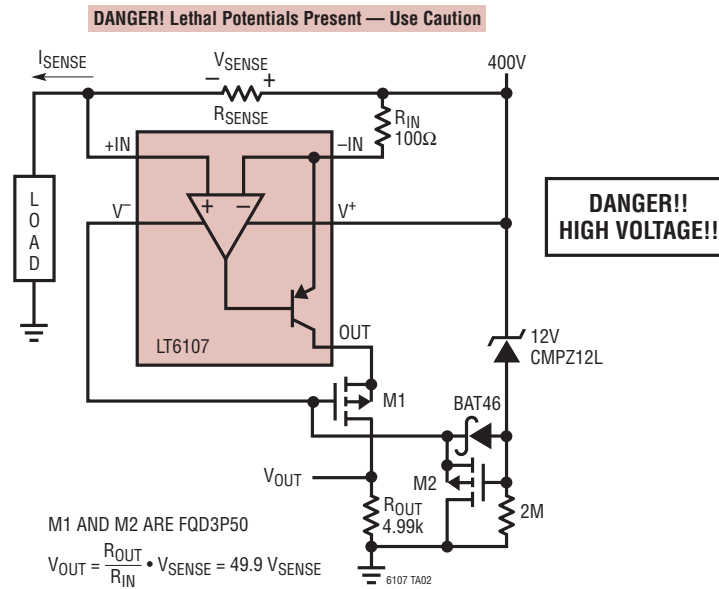 DANGER! Lethal Potentials Present — Use Caution
ISENSE
VSENSE
– +
RSENSE
400V
RIN
100Ω
+IN
–IN
LOAD
V–
+ –
V+
DANGER!!
HIGH VOLTAGE!!
OUT
LT6107
12V
CMPZ12L
M1
BAT46
VOUT
M2
ROUT
4.99k
2M
M1 AND M2 ARE FQD3P50
VOUT = ROUT/RIN • VSENSE = 49.9 VSENSE
6107 TA02